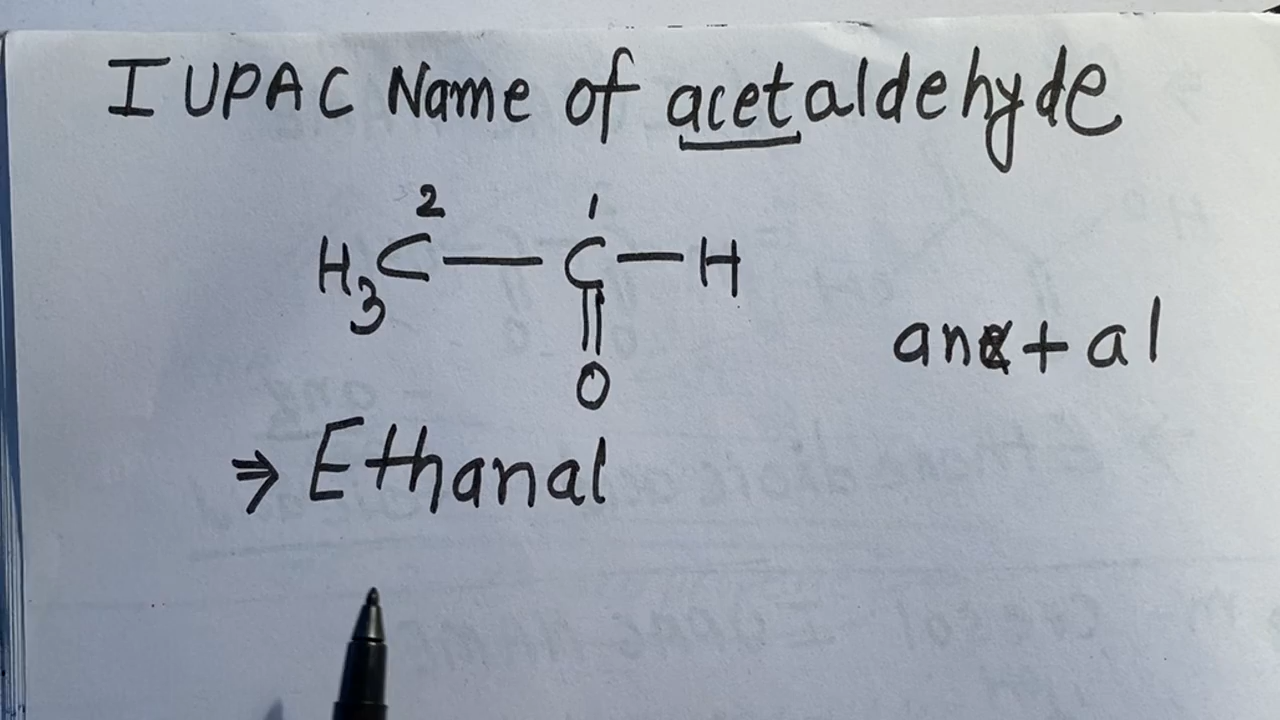 IUPAC Name of acetaldehyde
2 1
H3C — C — H
||
O
ane + al
⇒ Ethanal